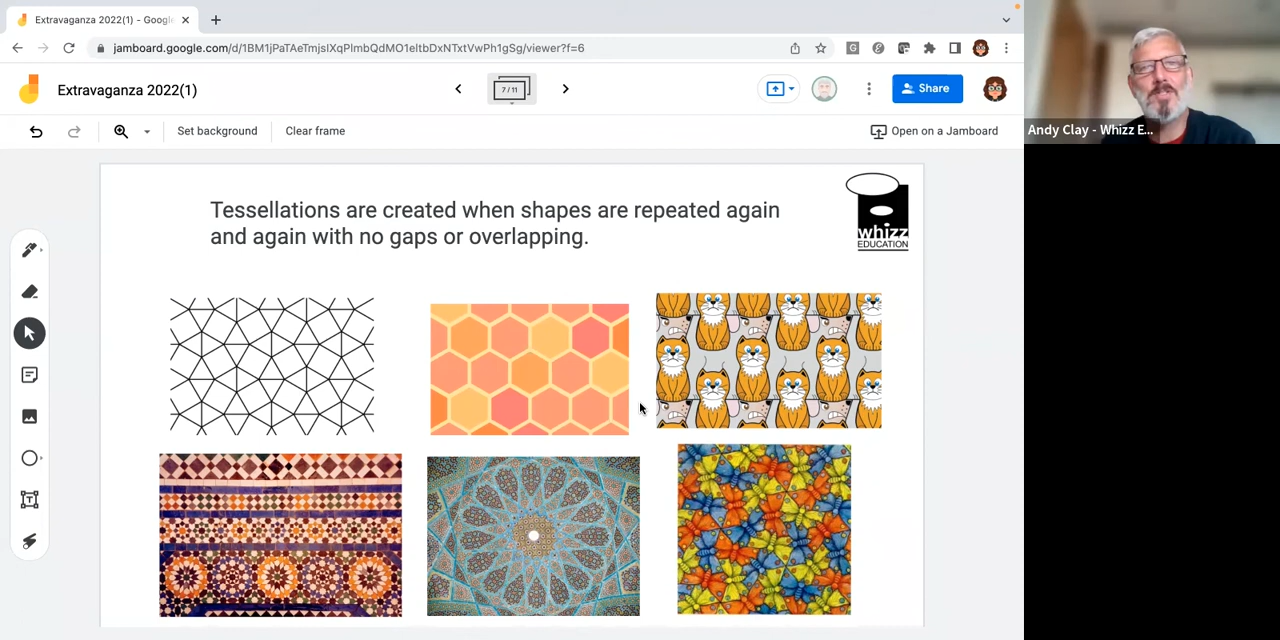 Extravaganza 2022(1) - Google
jamboard.google.com/d/1BM1jPaTAeTmjsIXqPlmbQdMO1eltbDxNTxtVwPh1gSg/viewer?f=6
Extravaganza 2022(1)
7 / 11
Share
Set background
Clear frame
Open on a Jamboard
Andy Clay - Whizz E...
Tessellations are created when shapes are repeated again
and again with no gaps or overlapping.
whizz
EDUCATION